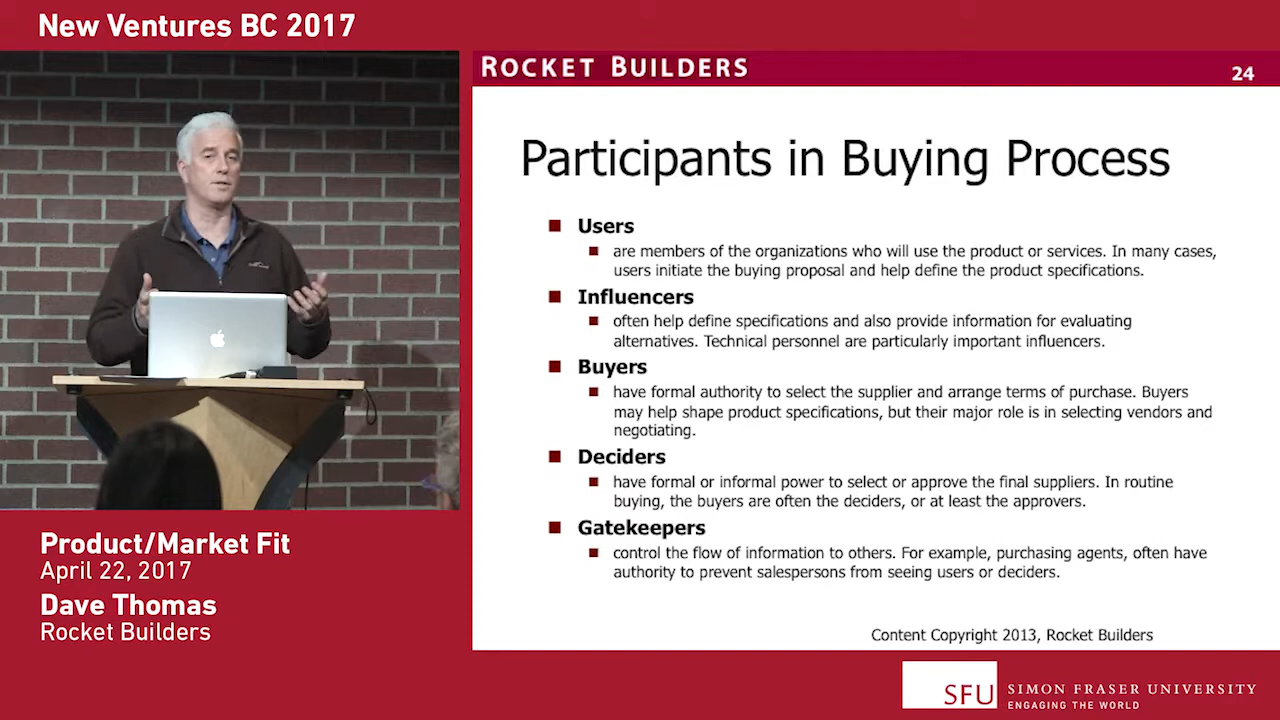 New Ventures BC 2017
ROCKET BUILDERS
24
Participants in Buying Process
Users
are members of the organizations who will use the product or services. In many cases,
users initiate the buying proposal and help define the product specifications.
Influencers
often help define specifications and also provide information for evaluating
alternatives. Technical personnel are particularly important influencers.
Buyers
have formal authority to select the supplier and arrange terms of purchase. Buyers
may help shape product specifications, but their major role is in selecting vendors and
negotiating.
Deciders
have formal or informal power to select or approve the final suppliers. In routine
buying, the buyers are often the deciders, or at least the approvers.
Gatekeepers
control the flow of information to others. For example, purchasing agents, often have
authority to prevent salespersons from seeing users or deciders.
Content Copyright 2013, Rocket Builders
Product/Market Fit
April 22, 2017
Dave Thomas
Rocket Builders
SFU
SIMON FRASER UNIVERSITY
ENGAGING THE WORLD